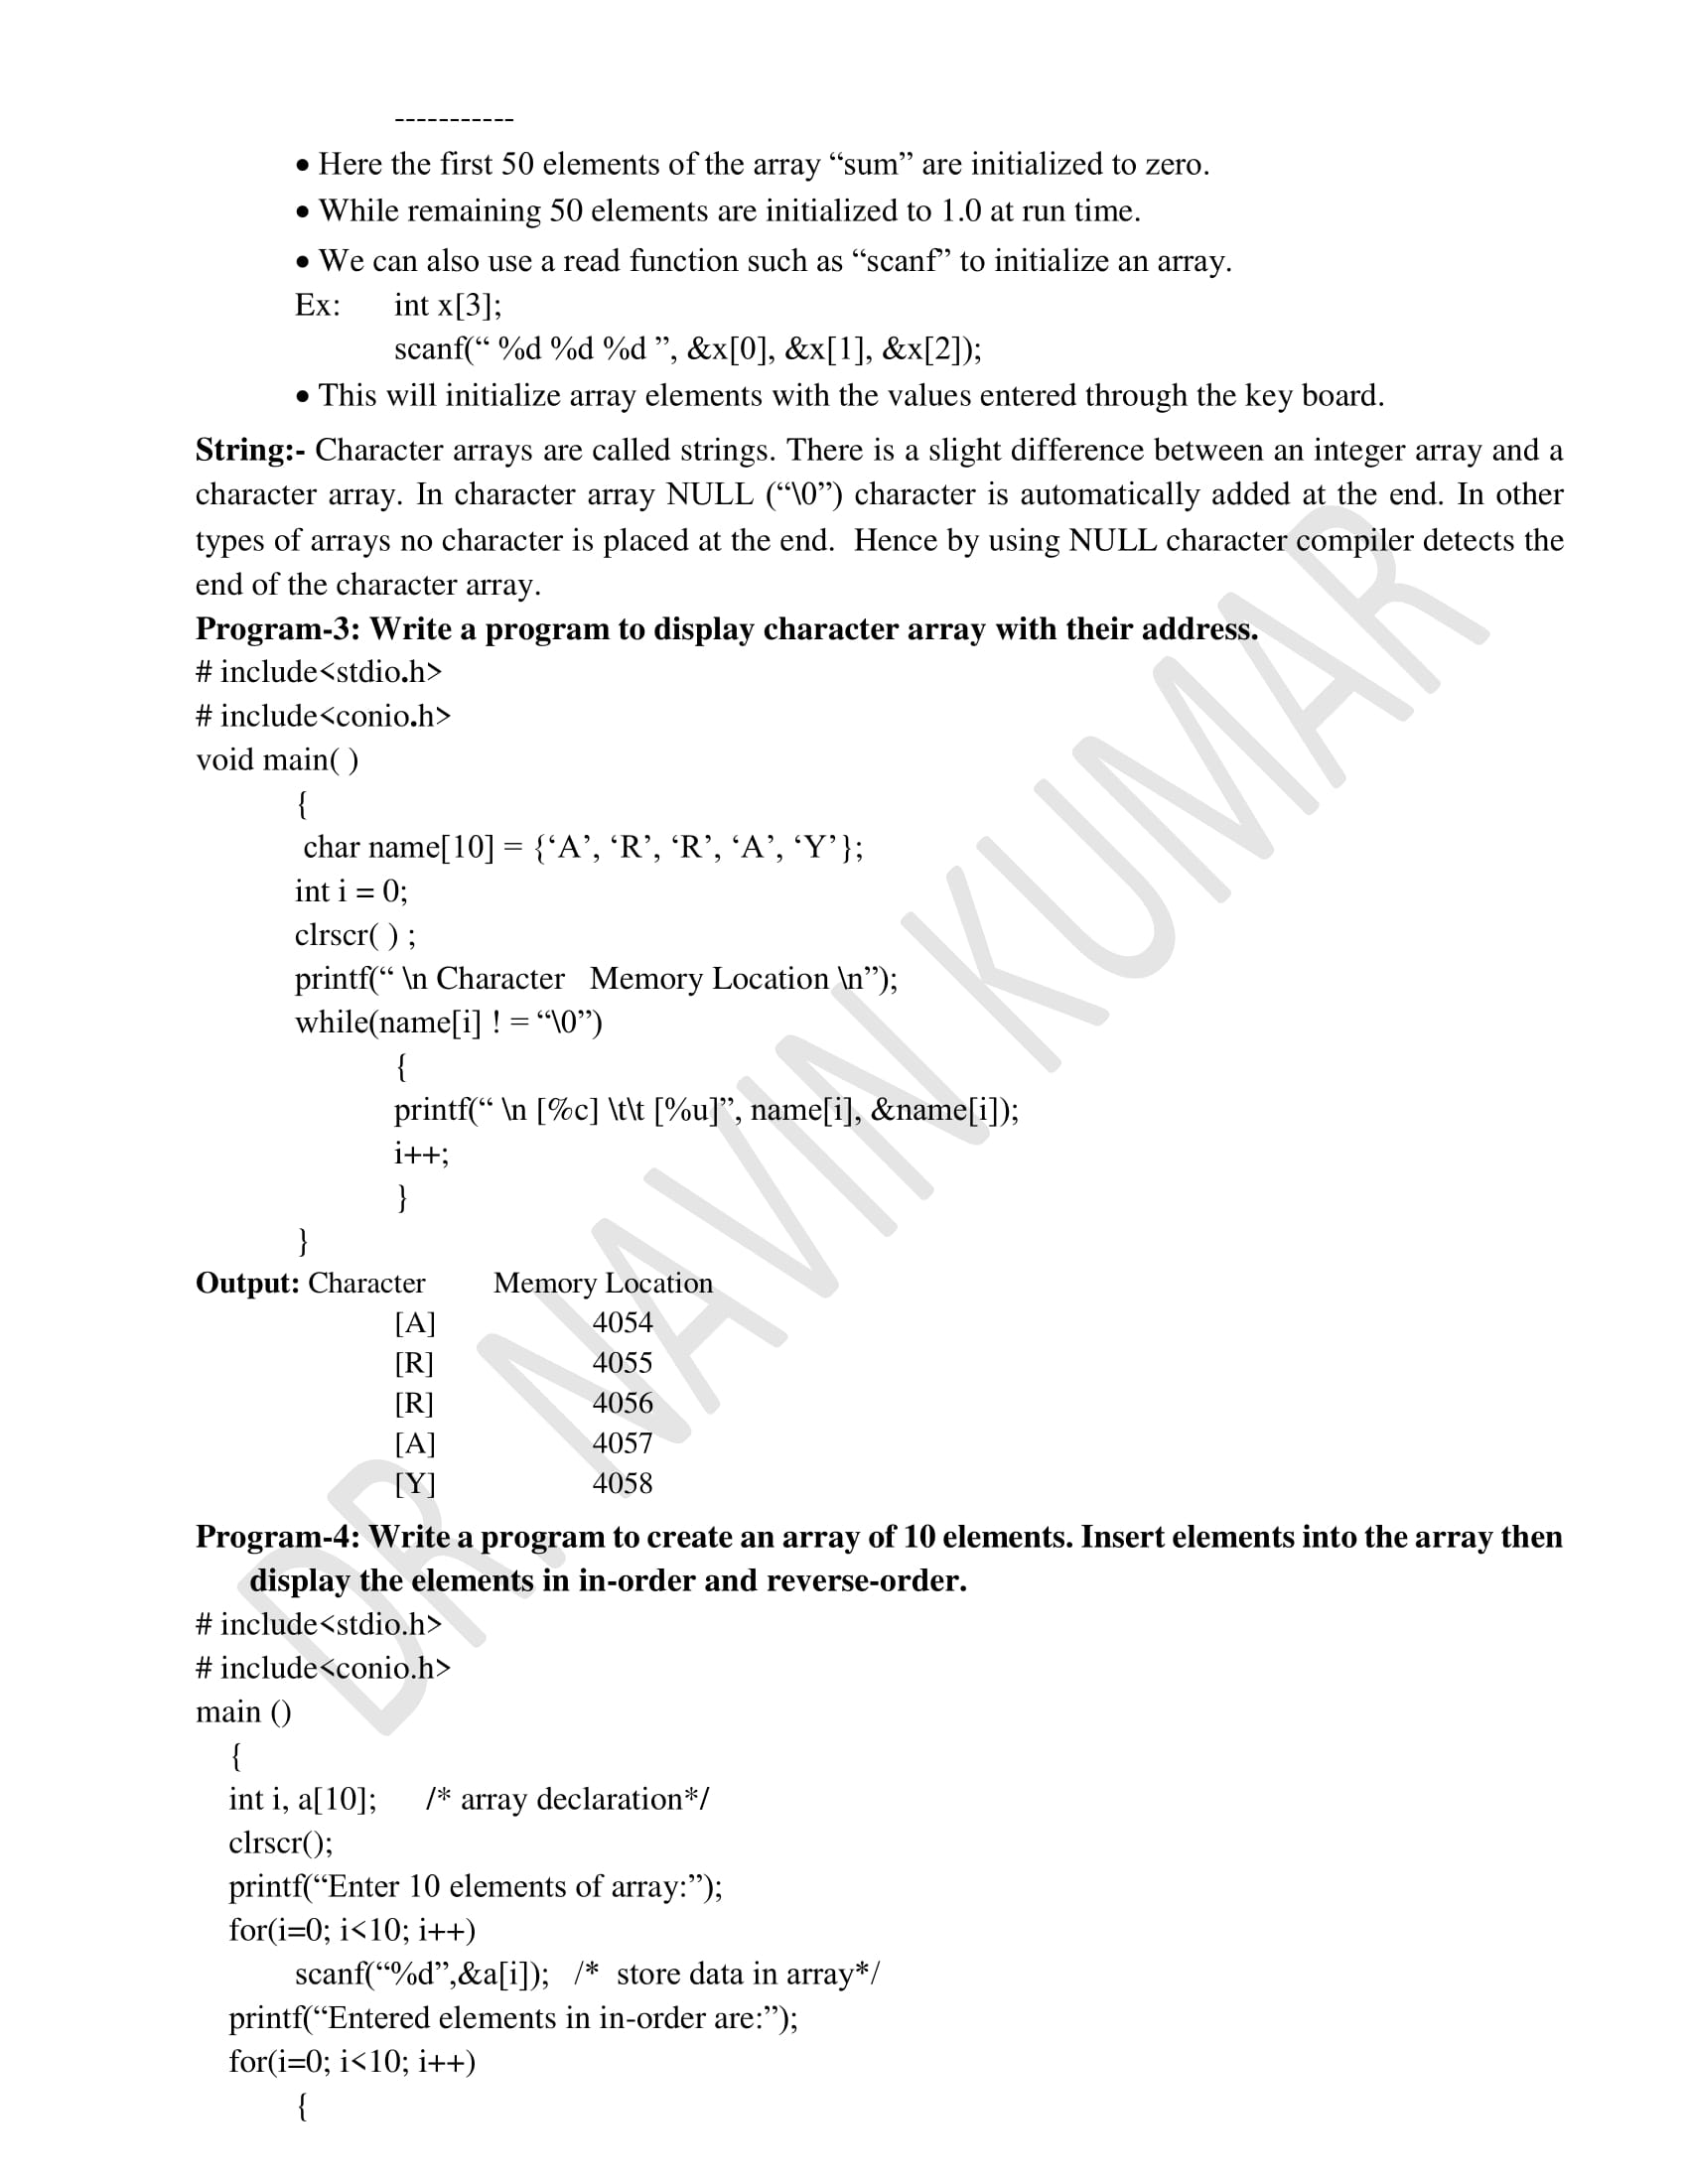 -----------
• Here the first 50 elements of the array “sum” are initialized to zero.
• While remaining 50 elements are initialized to 1.0 at run time.
• We can also use a read function such as “scanf” to initialize an array.
Ex: int x[3];
scanf(“ %d %d %d ”, &x[0], &x[1], &x[2]);
• This will initialize array elements with the values entered through the key board.
String:- Character arrays are called strings. There is a slight difference between an integer array and a
character array. In character array NULL (“\0”) character is automatically added at the end. In other
types of arrays no character is placed at the end. Hence by using NULL character compiler detects the
end of the character array.
Program-3: Write a program to display character array with their address.
# include<stdio.h>
# include<conio.h>
void main( )
{
char name[10] = {‘A’, ‘R’, ‘R’, ‘A’, ‘Y’};
int i = 0;
clrscr( ) ;
printf(“ \n Character Memory Location \n”);
while(name[i] ! = “\0”)
{
printf(“ \n [%c] \t\t [%u]”, name[i], &name[i]);
i++;
}
}
Output: Character Memory Location
[A] 4054
[R] 4055
[R] 4056
[A] 4057
[Y] 4058
Program-4: Write a program to create an array of 10 elements. Insert elements into the array then
display the elements in in-order and reverse-order.
# include<stdio.h>
# include<conio.h>
main ()
{
int i, a[10]; /* array declaration*/
clrscr();
printf(“Enter 10 elements of array:”);
for(i=0; i<10; i++)
scanf(“%d”,&a[i]); /* store data in array*/
printf(“Entered elements in in-order are:”);
for(i=0; i<10; i++)
{
DR. NAVIN KUMAR